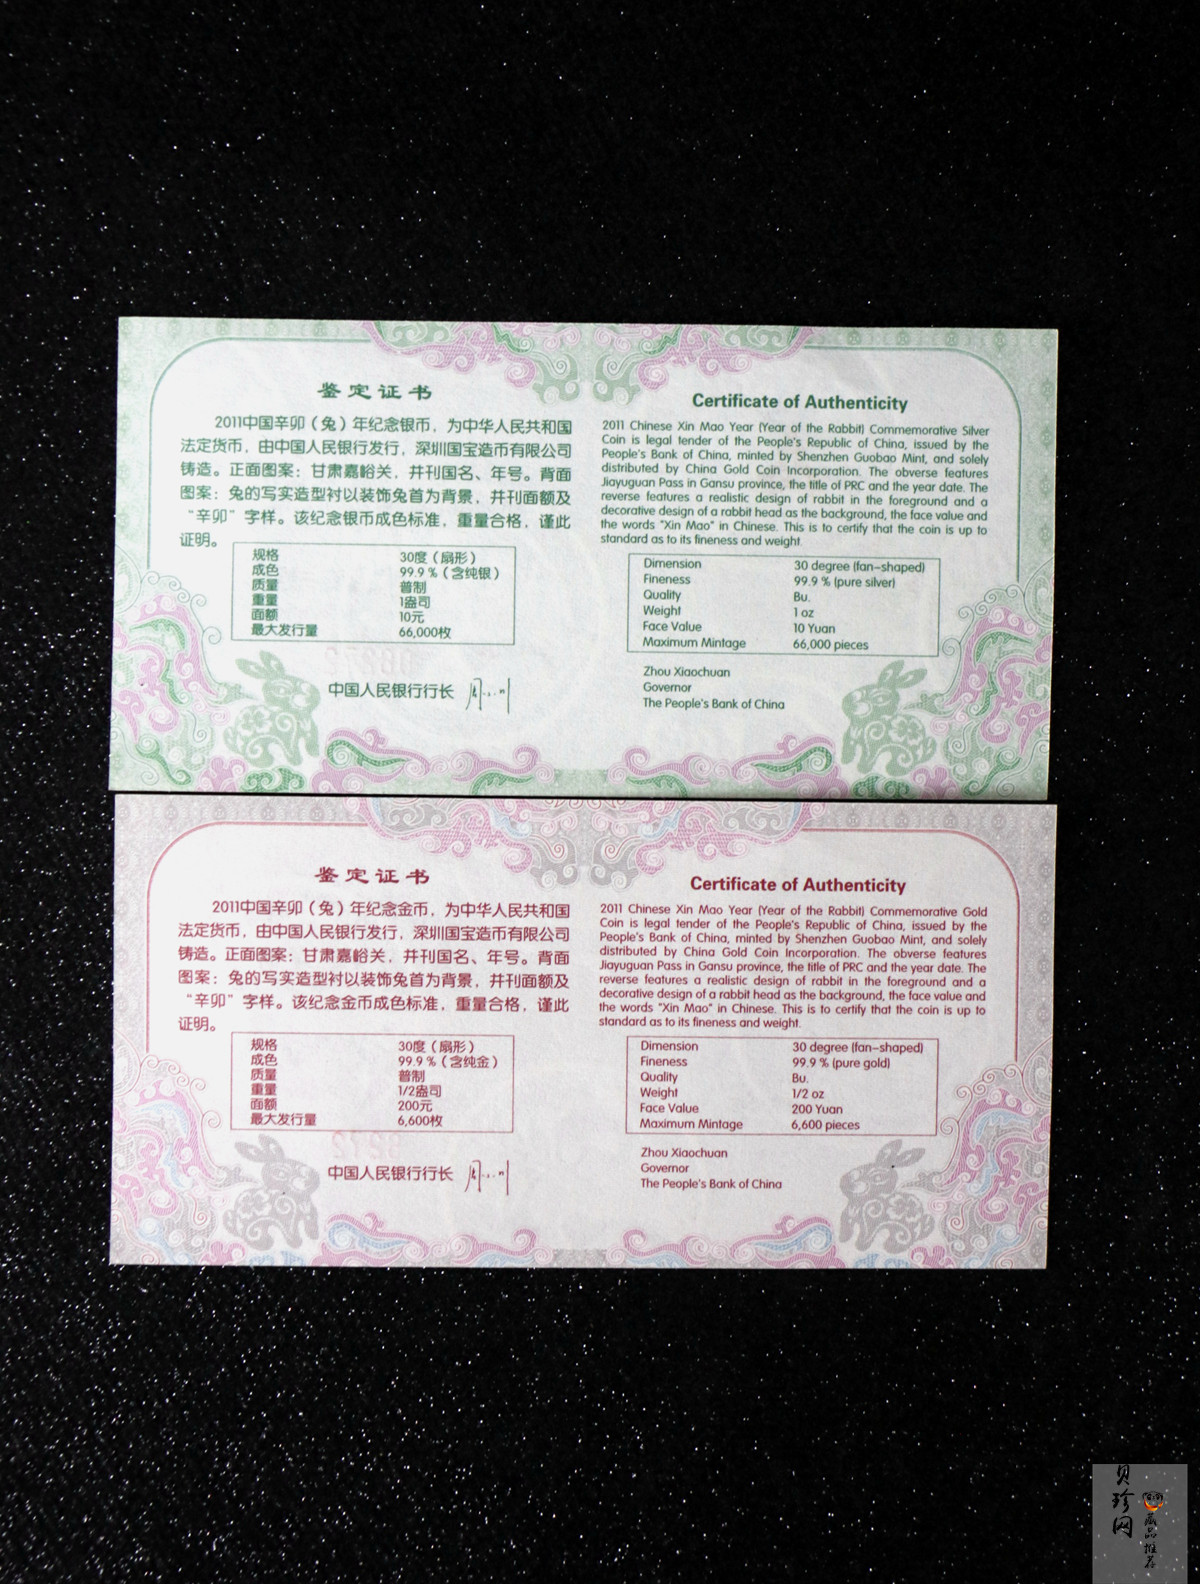 鉴定证书
2011中国辛卯（兔）年纪念银币，为中华人民共和国
法定货币，由中国人民银行发行，深圳国宝造币有限公司
铸造。正面图案：甘肃嘉峪关，并刊国名、年号。背面
图案：兔的写实造型衬以装饰兔首为背景，并刊面额及
“辛卯”字样。该纪念银币成色标准，重量合格，谨此
证明。
规格 30度（扇形）
成色 99.9％（含纯银）
质量 普制
重量 1盎司
面额 10元
最大发行量 66,000枚
中国人民银行行长
Certificate of Authenticity
2011 Chinese Xin Mao Year (Year of the Rabbit) Commemorative Silver
Coin is legal tender of the People's Republic of China, issued by the
People's Bank of China, minted by Shenzhen Guobao Mint, and solely
distributed by China Gold Coin Incorporation. The obverse features
Jiayuguan Pass in Gansu province, the title of PRC and the year date. The
reverse features a realistic design of rabbit in the foreground and a
decorative design of a rabbit head as the background, the face value and
the words "Xin Mao" in Chinese. This is to certify that the coin is up to
standard as to its fineness and weight.
Dimension 30 degree (fan-shaped)
Fineness 99.9 % (pure silver)
Quality Bu.
Weight 1 oz
Face Value 10 Yuan
Maximum Mintage 66,000 pieces
Zhou Xiaochuan
Governor
The People's Bank of China
鉴定证书
2011中国辛卯（兔）年纪念金币，为中华人民共和国
法定货币，由中国人民银行发行，深圳国宝造币有限公司
铸造。正面图案：甘肃嘉峪关，并刊国名、年号。背面
图案：兔的写实造型衬以装饰兔首为背景，并刊面额及
“辛卯”字样。该纪念金币成色标准，重量合格，谨此
证明。
规格 30度（扇形）
成色 99.9％（含纯金）
质量 普制
重量 1/2盎司
面额 200元
最大发行量 6,600枚
中国人民银行行长
Certificate of Authenticity
2011 Chinese Xin Mao Year (Year of the Rabbit) Commemorative Gold
Coin is legal tender of the People's Republic of China, issued by the
People's Bank of China, minted by Shenzhen Guobao Mint, and solely
distributed by China Gold Coin Incorporation. The obverse features
Jiayuguan Pass in Gansu province, the title of PRC and the year date. The
reverse features a realistic design of rabbit in the foreground and a
decorative design of a rabbit head as the background, the face value and
the words "Xin Mao" in Chinese. This is to certify that the coin is up to
standard as to its fineness and weight.
Dimension 30 degree (fan-shaped)
Fineness 99.9 % (pure gold)
Quality Bu.
Weight 1/2 oz
Face Value 200 Yuan
Maximum Mintage 6,600 pieces
Zhou Xiaochuan
Governor
The People's Bank of China
贝珍网
藏品推荐